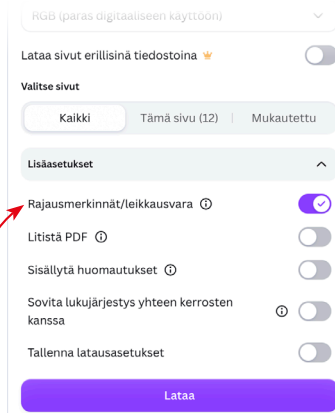 RGB (paras digitaaliseen käyttöön)
Lataa sivut erillisinä tiedostoina
Valitse sivut
Kaikki Tämä sivu (12) Mukautettu
Lisäasetukset
Rajausmerkinnät/leikkausvara
Litistä PDF
Sisällytä huomautukset
Sovita lukujärjestys yhteen kerrosten
kanssa
Tallenna latausasetukset
Lataa